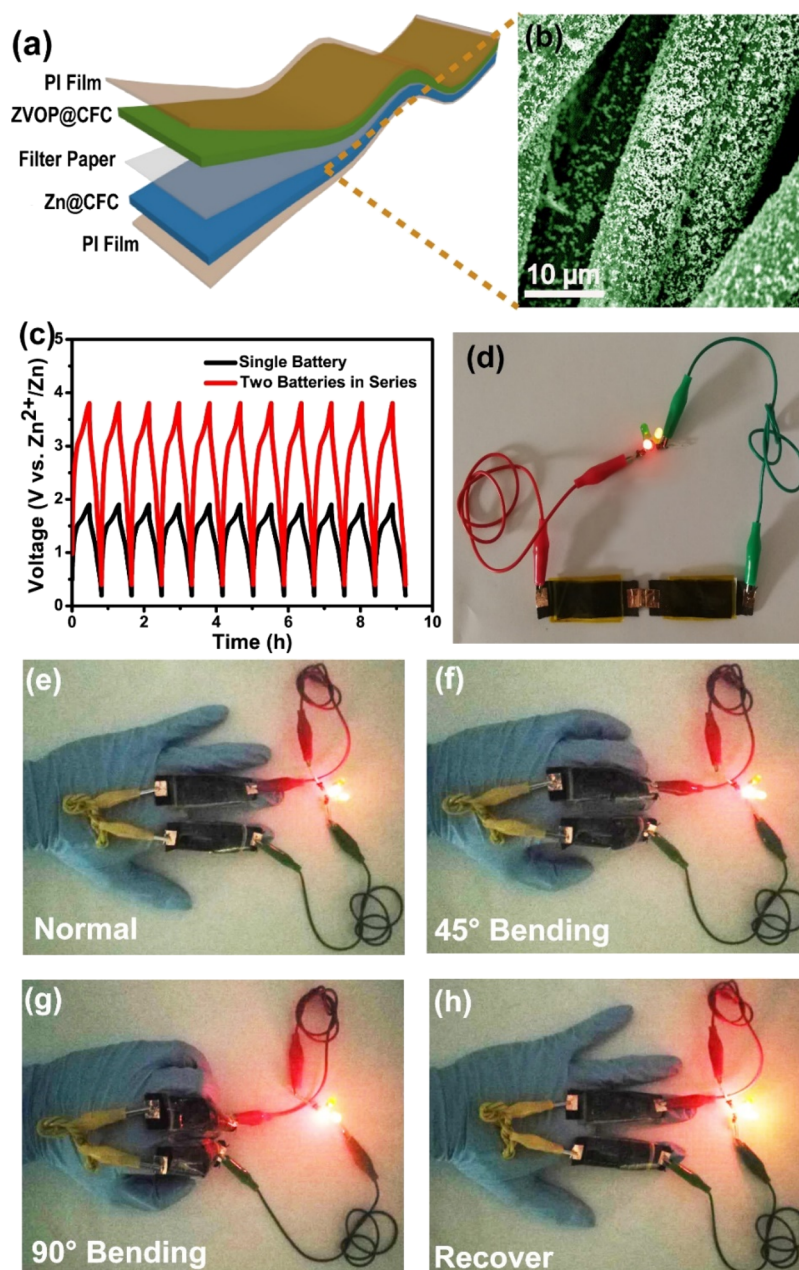 (a)
PI Film
ZVOP@CFC
Filter Paper
Zn@CFC
PI Film
(b)
10 µm
(c)
Voltage (V vs. Zn2+/Zn)
5
4
3
2
1
0
Single Battery
Two Batteries in Series
0 2 4 6 8 10
Time (h)
(d)
(e)
Normal
(f)
45° Bending
(g)
90° Bending
(h)
Recover